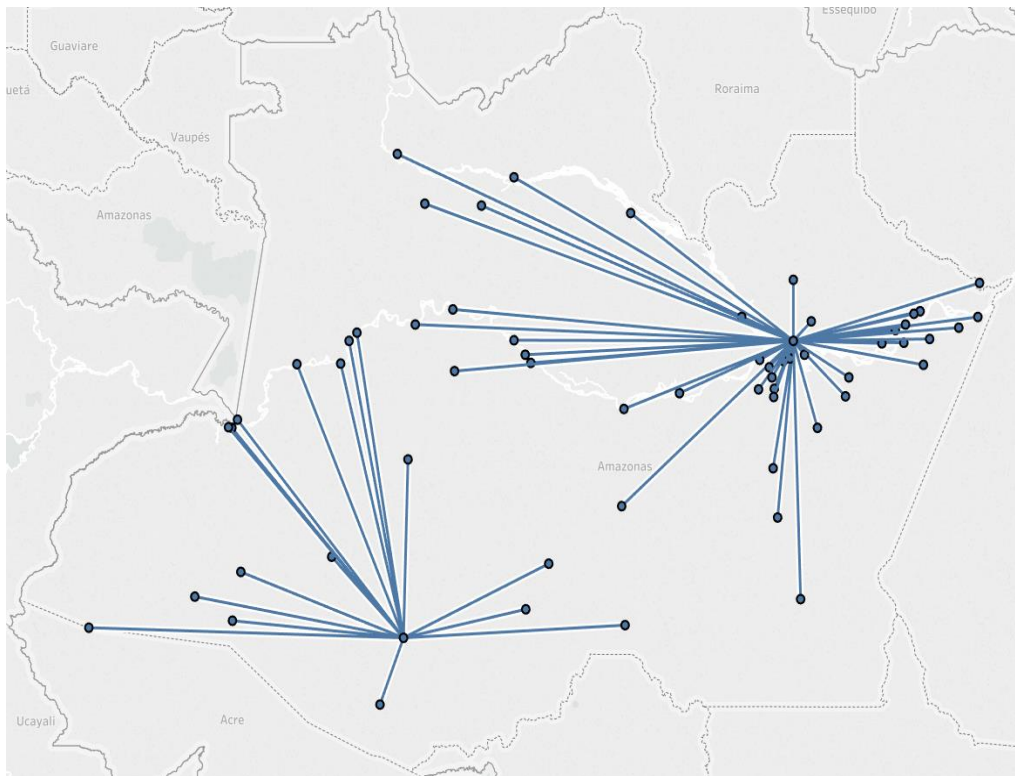 Essequibo
Guaviare
Roraima
uetá
Vaupés
Amazonas
Amazonas
Ucayali
Acre